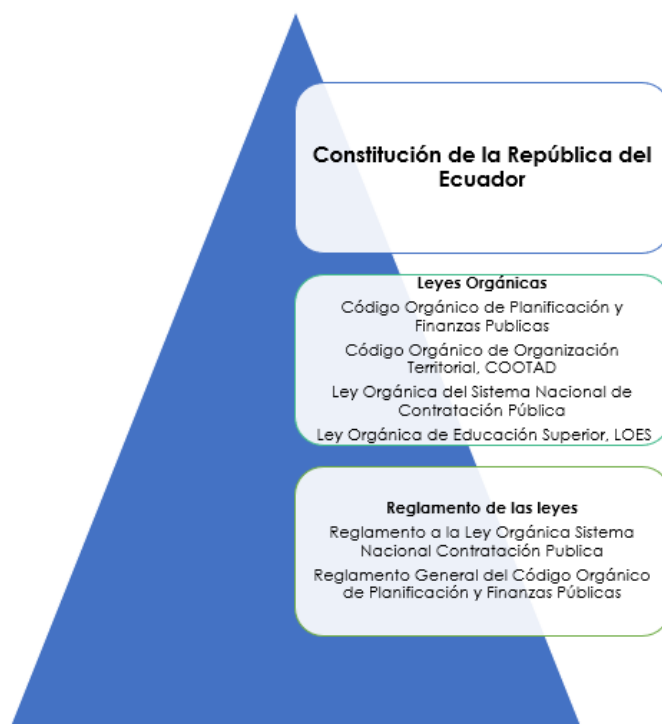 Constitución de la República del
Ecuador
Leyes Orgánicas
Código Orgánico de Planificación y
Finanzas Publicas
Código Orgánico de Organización
Territorial, COOTAD
Ley Orgánica del Sistema Nacional de
Contratación Pública
Ley Orgánica de Educación Superior, LOES
Reglamento de las leyes
Reglamento a la Ley Orgánica Sistema
Nacional Contratación Publica
Reglamento General del Código Orgánico
de Planificación y Finanzas Públicas